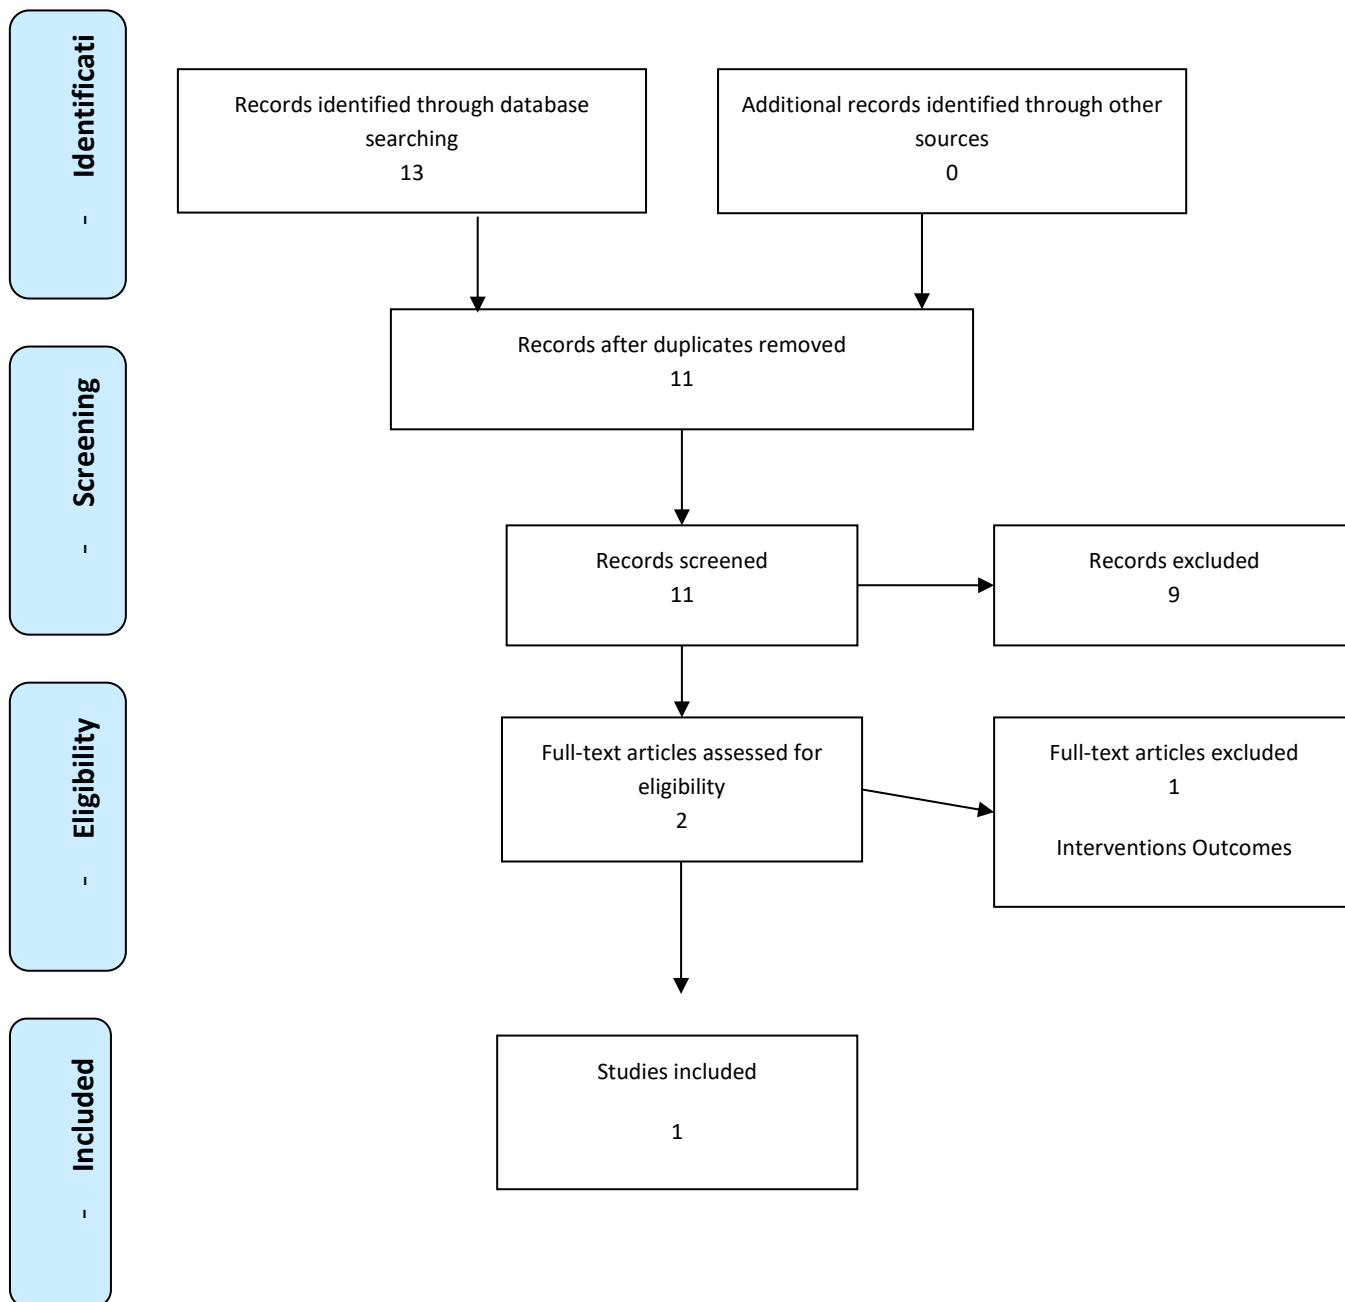 - Identificati
Records identified through database
searching
13
Additional records identified through other
sources
0
Records after duplicates removed
11
- Screening
Records screened
11
Records excluded
9
- Eligibility
Full-text articles assessed for
eligibility
2
Full-text articles excluded
1
Interventions Outcomes
- Included
Studies included
1